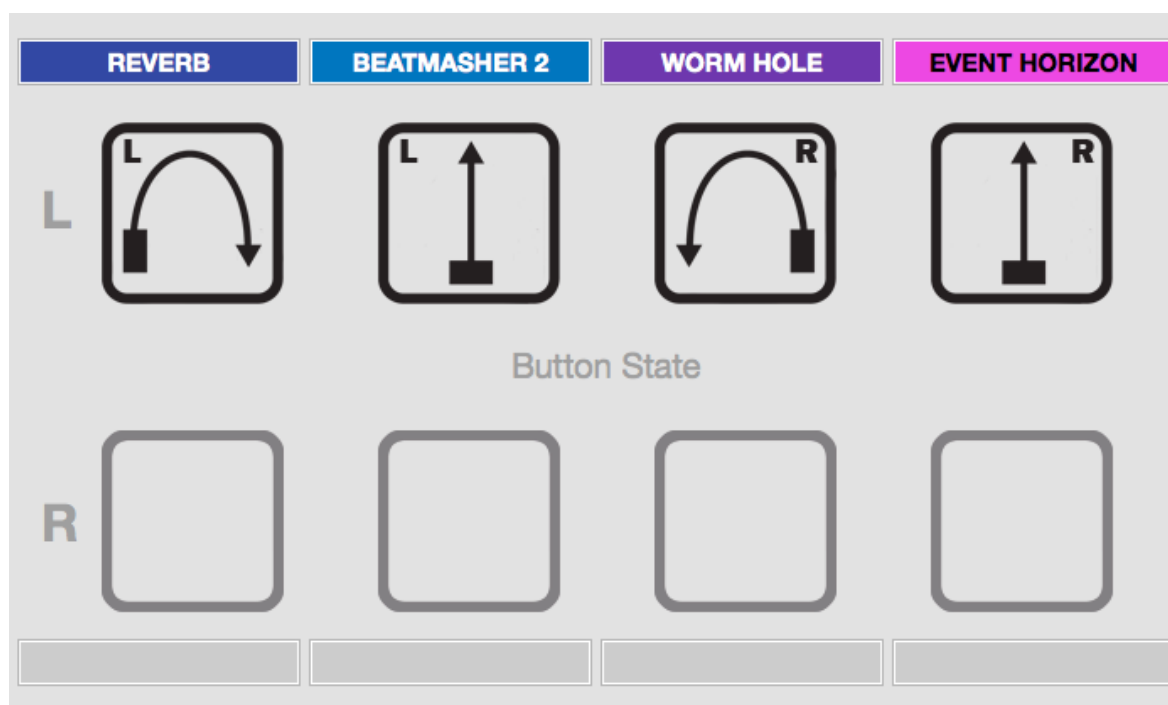 REVERB BEATMASHER 2 WORM HOLE EVENT HORIZON
L L L R R
Button State
R